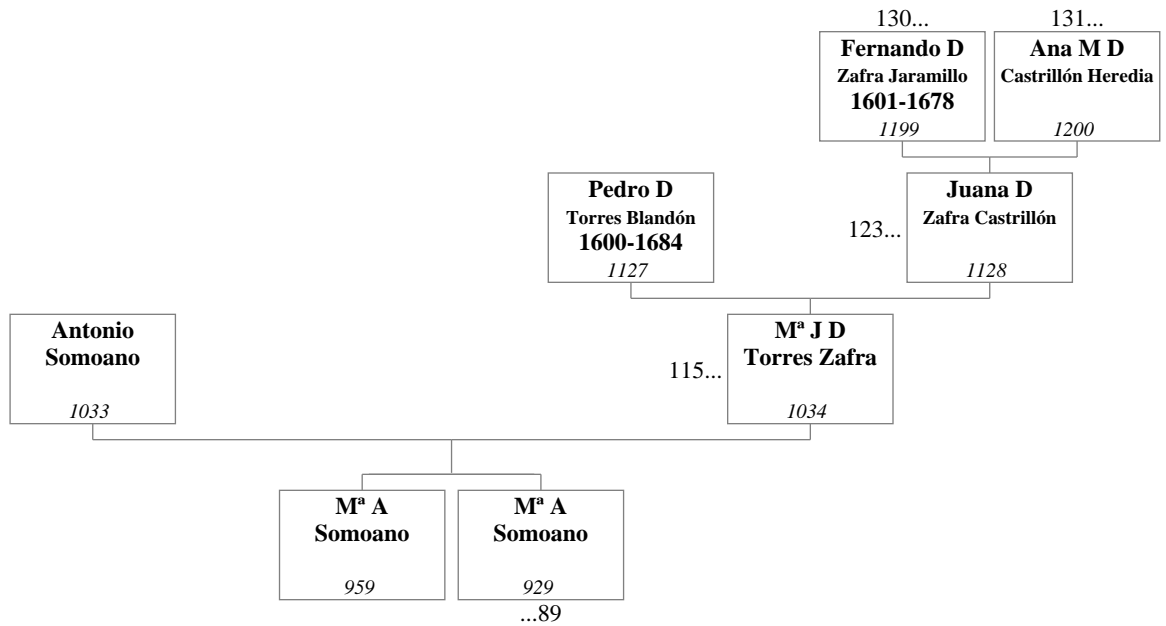 130...
131...
Fernando D
Zafra Jaramillo
1601-1678
1199
Ana M D
Castrillón Heredia
1200
Pedro D
Torres Blandón
1600-1684
1127
123...
Juana D
Zafra Castrillón
1128
Antonio
Somoano
1033
115...
Mª J D
Torres Zafra
1034
Mª A
Somoano
959
Mª A
Somoano
929
...89